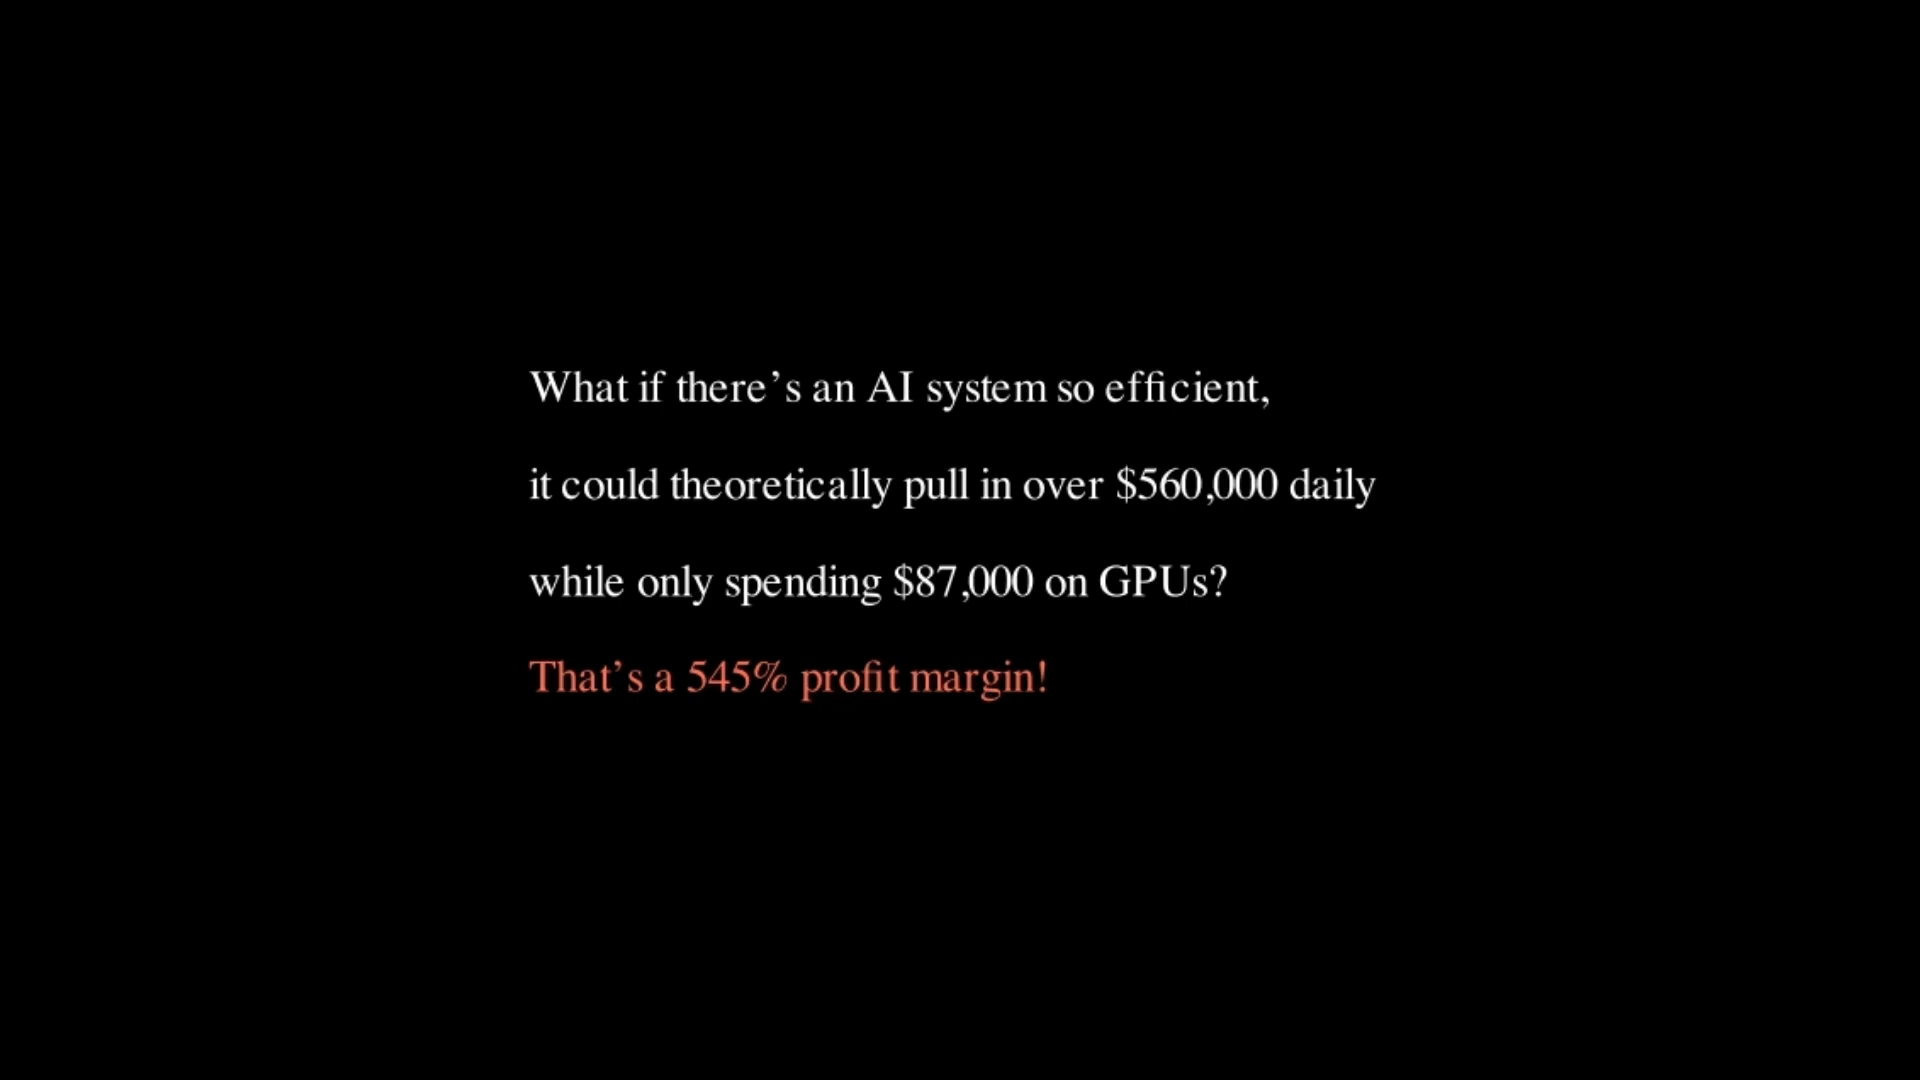 What if there’s an AI system so efficient,
it could theoretically pull in over $560,000 daily
while only spending $87,000 on GPUs?
That’s a 545% profit margin!